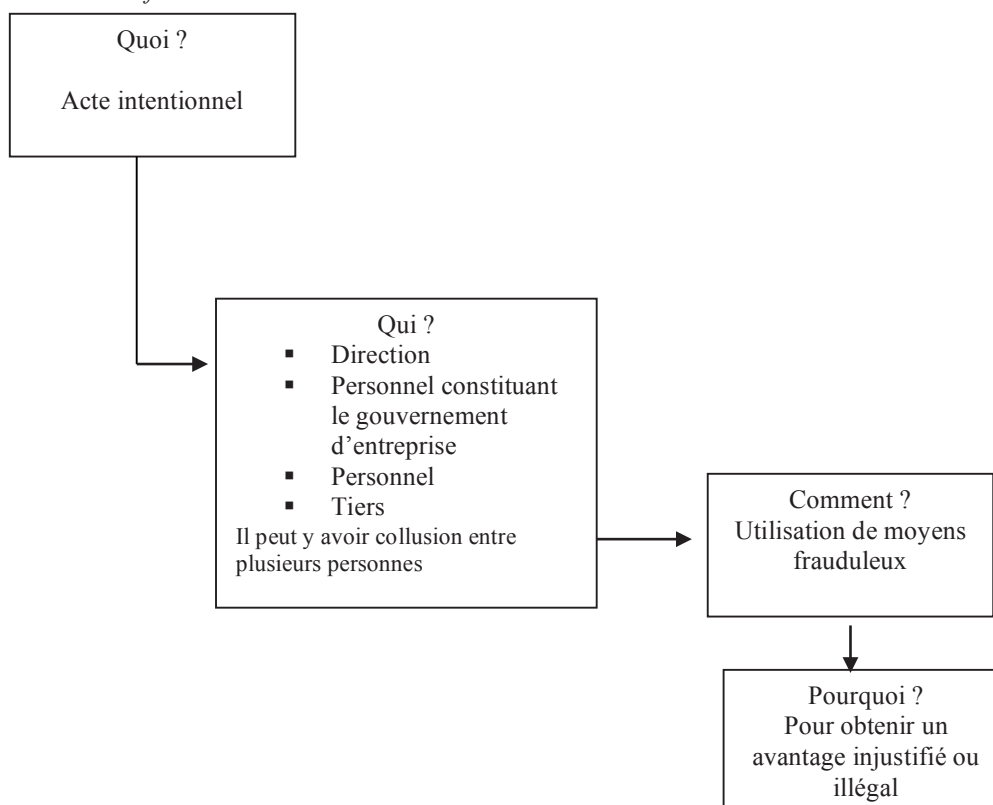 Quoi ?
Acte intentionnel
Qui ?
▪ Direction
▪ Personnel constituant
le gouvernement
d’entreprise
▪ Personnel
▪ Tiers
Il peut y avoir collusion entre
plusieurs personnes
Comment ?
Utilisation de moyens
frauduleux
Pourquoi ?
Pour obtenir un
avantage injustifié ou
illégal